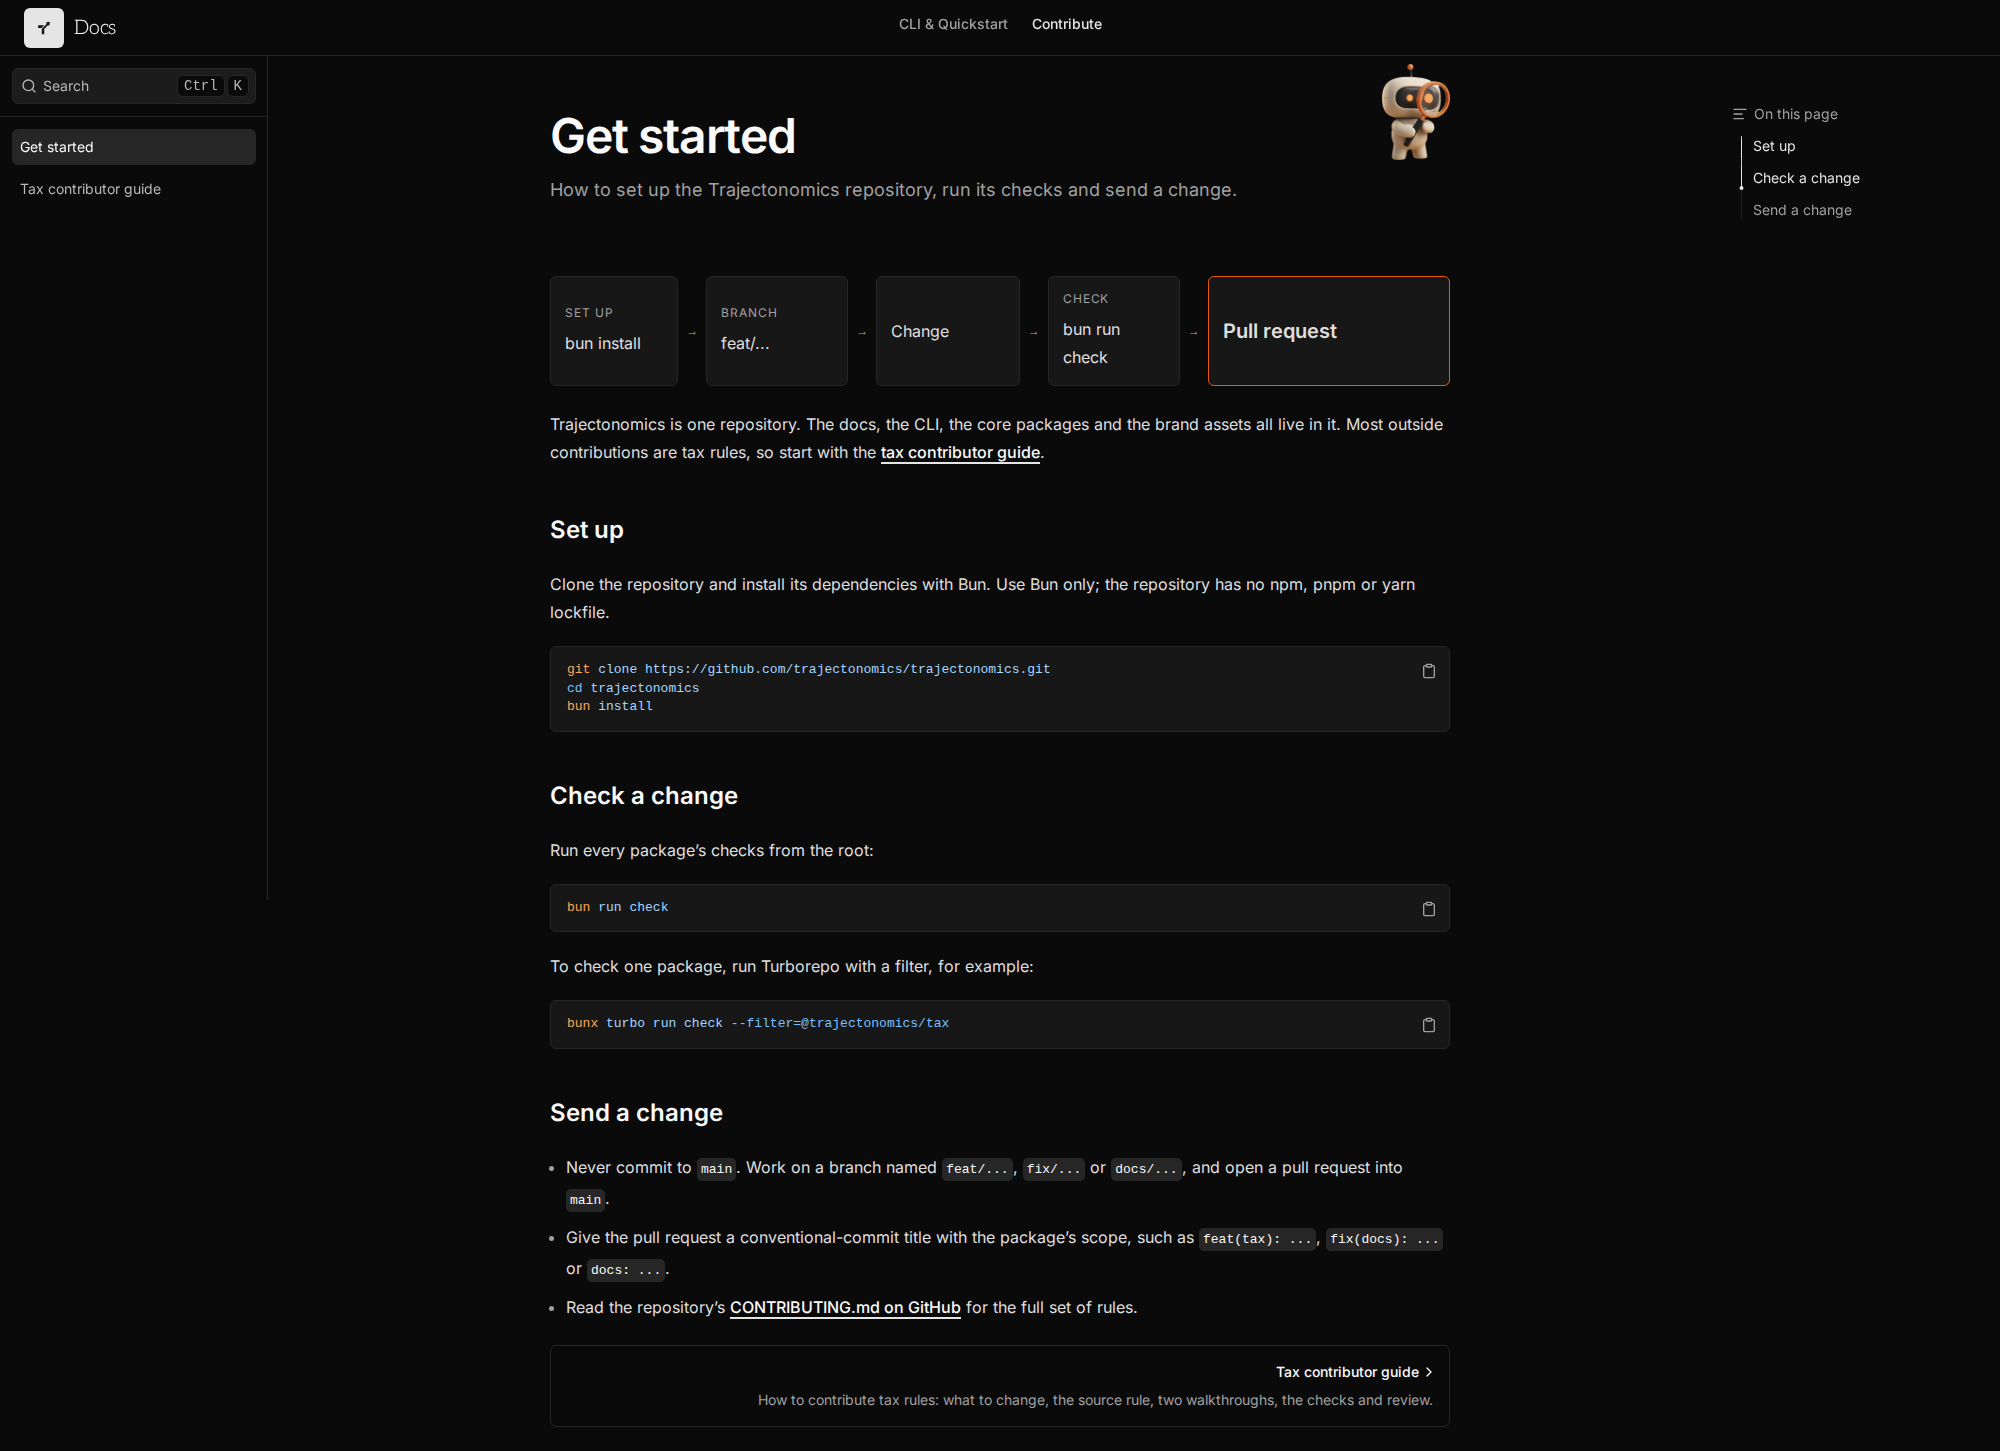 Docs
CLI & Quickstart
Contribute
Search
Ctrl K
Get started
Tax contributor guide
On this page
Set up
Check a change
Send a change
Get started
How to set up the Trajectonomics repository, run its checks and send a change.
SET UP
bun install
→
BRANCH
feat/...
→
Change
→
CHECK
bun run
check
→
Pull request
Trajectonomics is one repository. The docs, the CLI, the core packages and the brand assets all live in it. Most outside
contributions are tax rules, so start with the tax contributor guide.
Set up
Clone the repository and install its dependencies with Bun. Use Bun only; the repository has no npm, pnpm or yarn
lockfile.
git clone https://github.com/trajectonomics/trajectonomics.git
cd trajectonomics
bun install
Check a change
Run every package’s checks from the root:
bun run check
To check one package, run Turborepo with a filter, for example:
bunx turbo run check --filter=@trajectonomics/tax
Send a change
• Never commit to main. Work on a branch named feat/..., fix/... or docs/..., and open a pull request into
main.
• Give the pull request a conventional-commit title with the package’s scope, such as feat(tax): ..., fix(docs): ...
or docs: ....
• Read the repository’s CONTRIBUTING.md on GitHub for the full set of rules.
Tax contributor guide
How to contribute tax rules: what to change, the source rule, two walkthroughs, the checks and review.